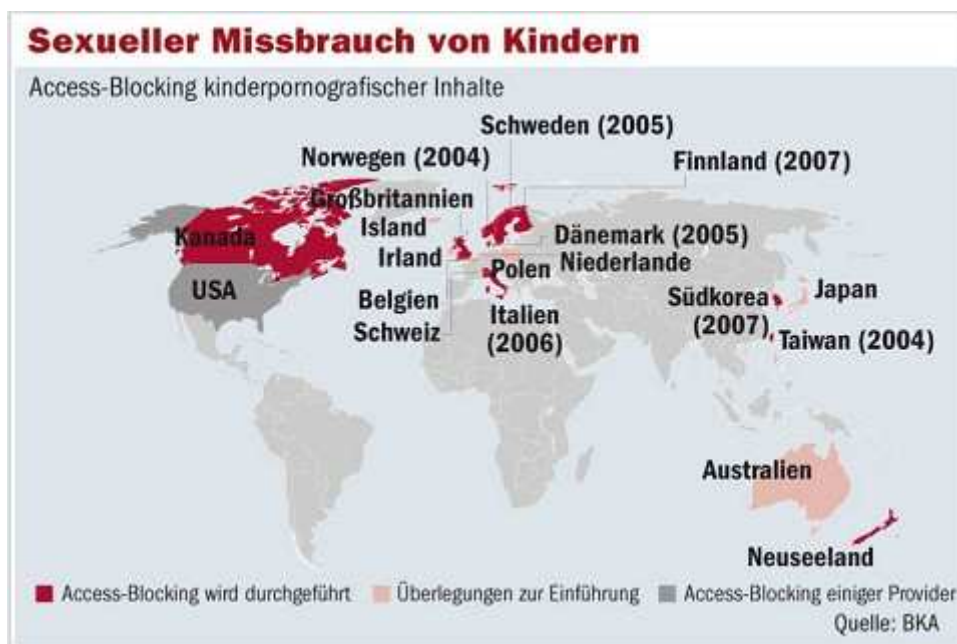 Sexueller Missbrauch von Kindern
Access-Blocking kinderpornografischer Inhalte
Schweden (2005)
Norwegen (2004)
Finnland (2007)
Großbritannien
Island
Kanada
Irland
Dänemark (2005)
Polen
Niederlande
USA
Belgien
Schweiz
Italien
(2006)
Südkorea
(2007)
Japan
Taiwan (2004)
Australien
Neuseeland
Access-Blocking wird durchgeführt
Überlegungen zur Einführung
Access-Blocking einiger Provider
Quelle: BKA